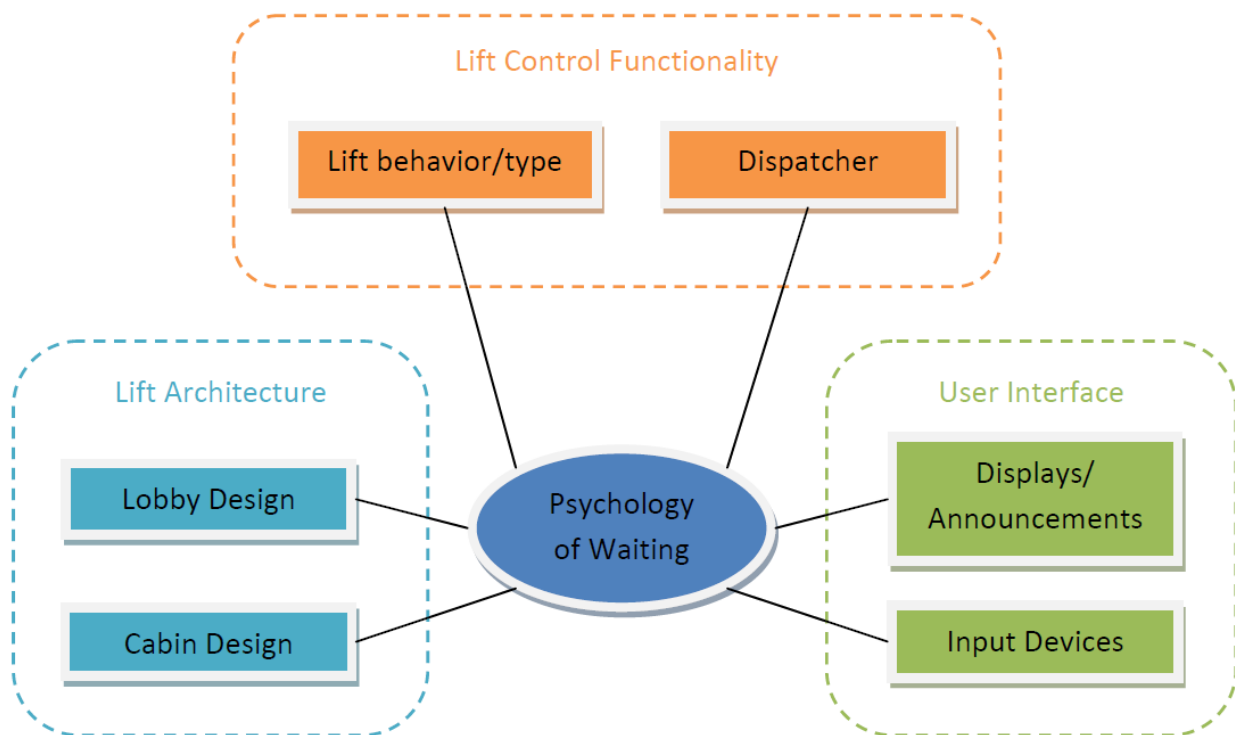 Lift Control Functionality
Lift behavior/type
Dispatcher
Lift Architecture
Lobby Design
Cabin Design
Psychology
of Waiting
User Interface
Displays/
Announcements
Input Devices